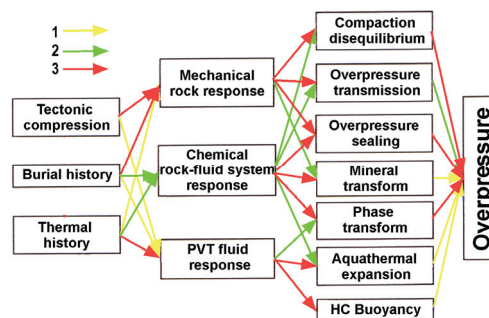 1
2
3
Tectonic
compression
Burial history
Thermal
history
Mechanical
rock response
Chemical
rock-fluid system
response
PVT fluid
response
Compaction
disequilibrium
Overpressure
transmission
Overpressure
sealing
Mineral
transform
Phase
transform
Aquathermal
expansion
HC Buoyancy
Overpressure